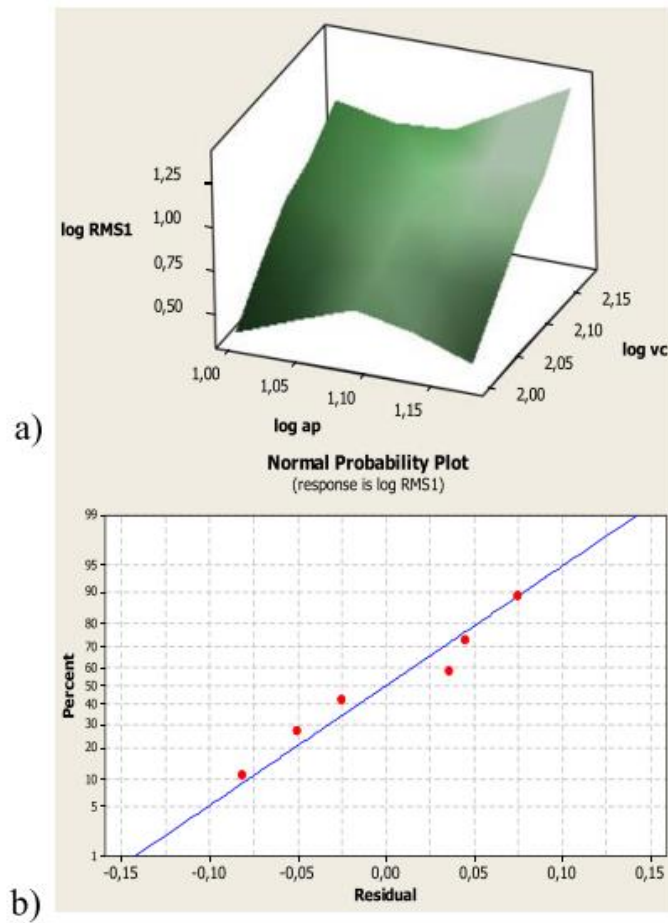 1,25
1,00
log RMS1
0,75
0,50
1,00
1,05
1,10
1,15
log ap
2,15
2,10
log vc
2,05
2,00
a)
Normal Probability Plot
(response is log RMS1)
99
95
90
80
70
60
50
40
30
20
10
5
1
Percent
-0,15 -0,10 -0,05 0,00 0,05 0,10 0,15
Residual
b)